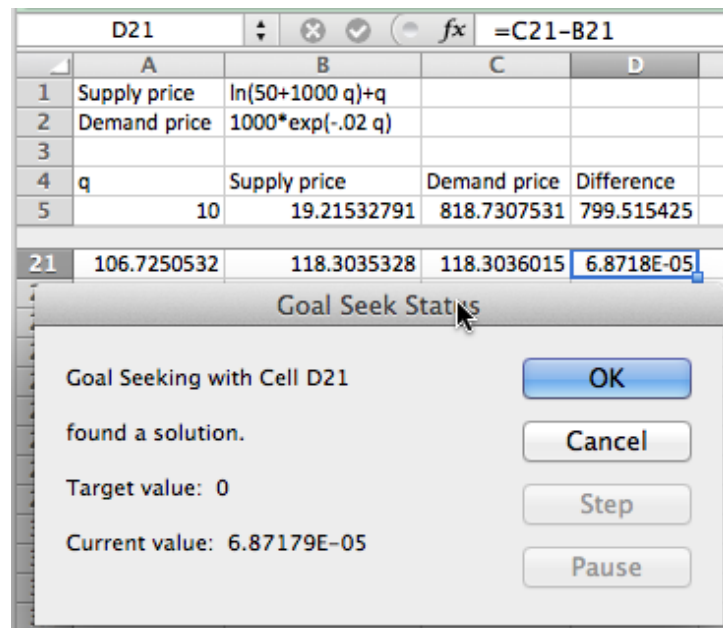 D21 fx =C21-B21
A B C D
1 Supply price ln(50+1000 q)+q
2 Demand price 1000*exp(-.02 q)
3
4 q Supply price Demand price Difference
5 10 19.21532791 818.7307531 799.515425
21 106.7250532 118.3035328 118.3036015 6.8718E-05
Goal Seek Status
Goal Seeking with Cell D21
found a solution.
Target value: 0
Current value: 6.87179E-05
OK
Cancel
Step
Pause